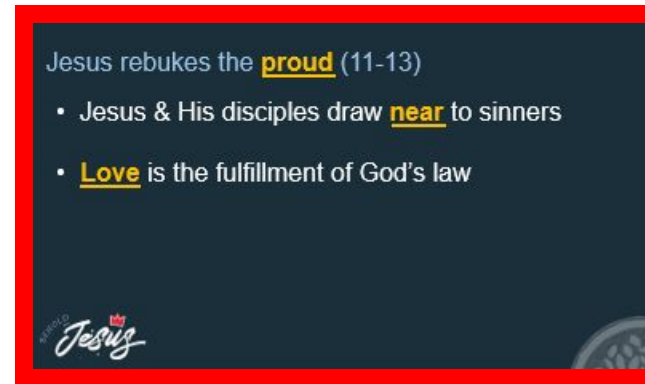 Jesus rebukes the proud (11-13)
• Jesus & His disciples draw near to sinners
• Love is the fulfillment of God's law
BEHOLD
Jesus